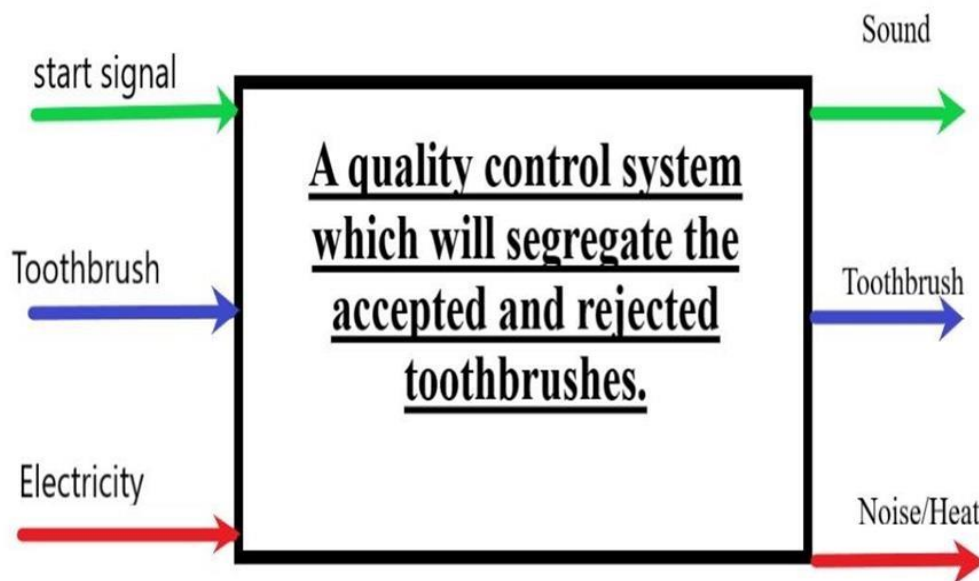 Sound
start signal
A quality control system
which will segregate the
accepted and rejected
toothbrushes.
Toothbrush
Toothbrush
Electricity
Noise/Heat